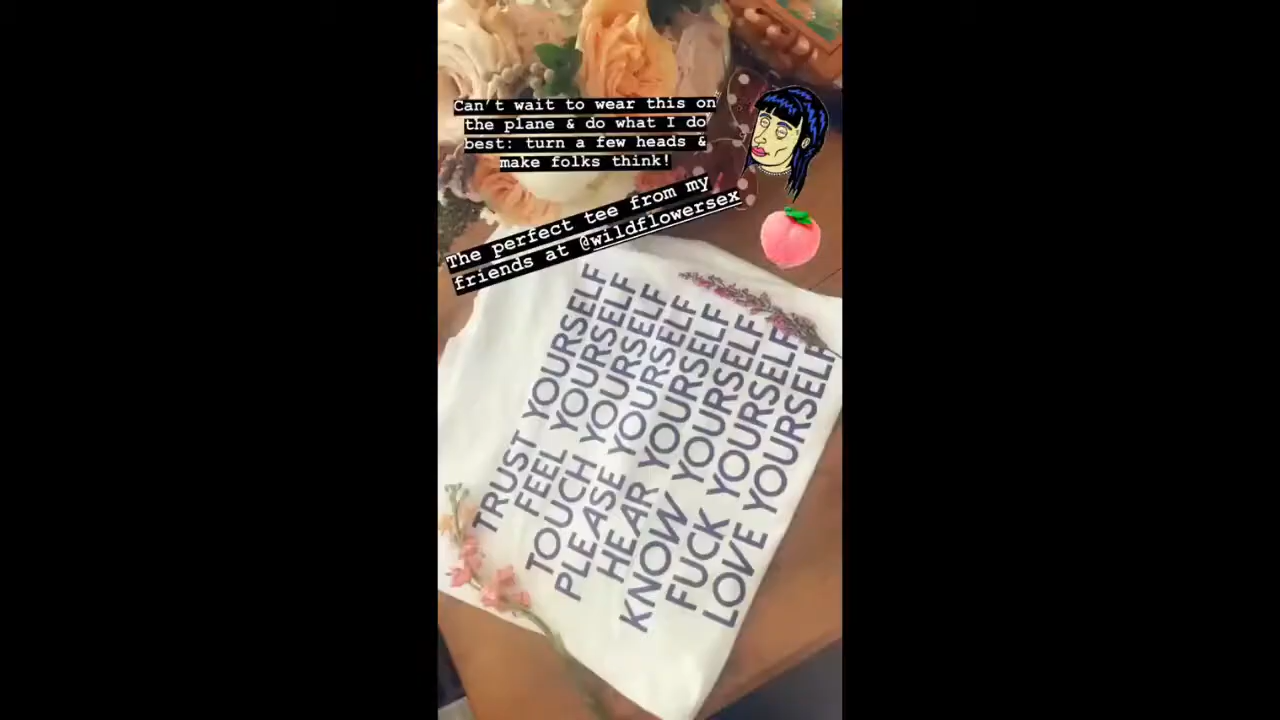 Can't wait to wear this on
the plane & do what I do
best: turn a few heads &
make folks think!
The perfect tee from my
friends at @wildflowersex
TRUST YOURSELF
FEEL YOURSELF
TOUCH YOURSELF
PLEASE YOURSELF
HEAR YOURSELF
KNOW YOURSELF
FUCK YOURSELF
LOVE YOURSELF